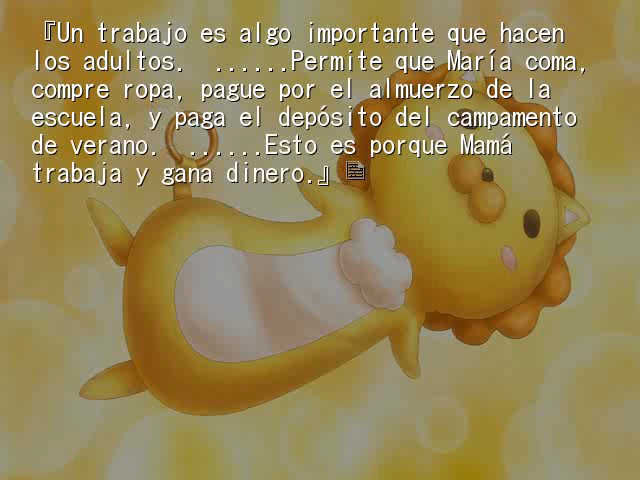 『Un trabajo es algo importante que hacen
los adultos.  ......Permite que María coma,
compre ropa, pague por el almuerzo de la
escuela, y paga el depósito del campamento
de verano.  ......Esto es porque Mamá
trabaja y gana dinero.』